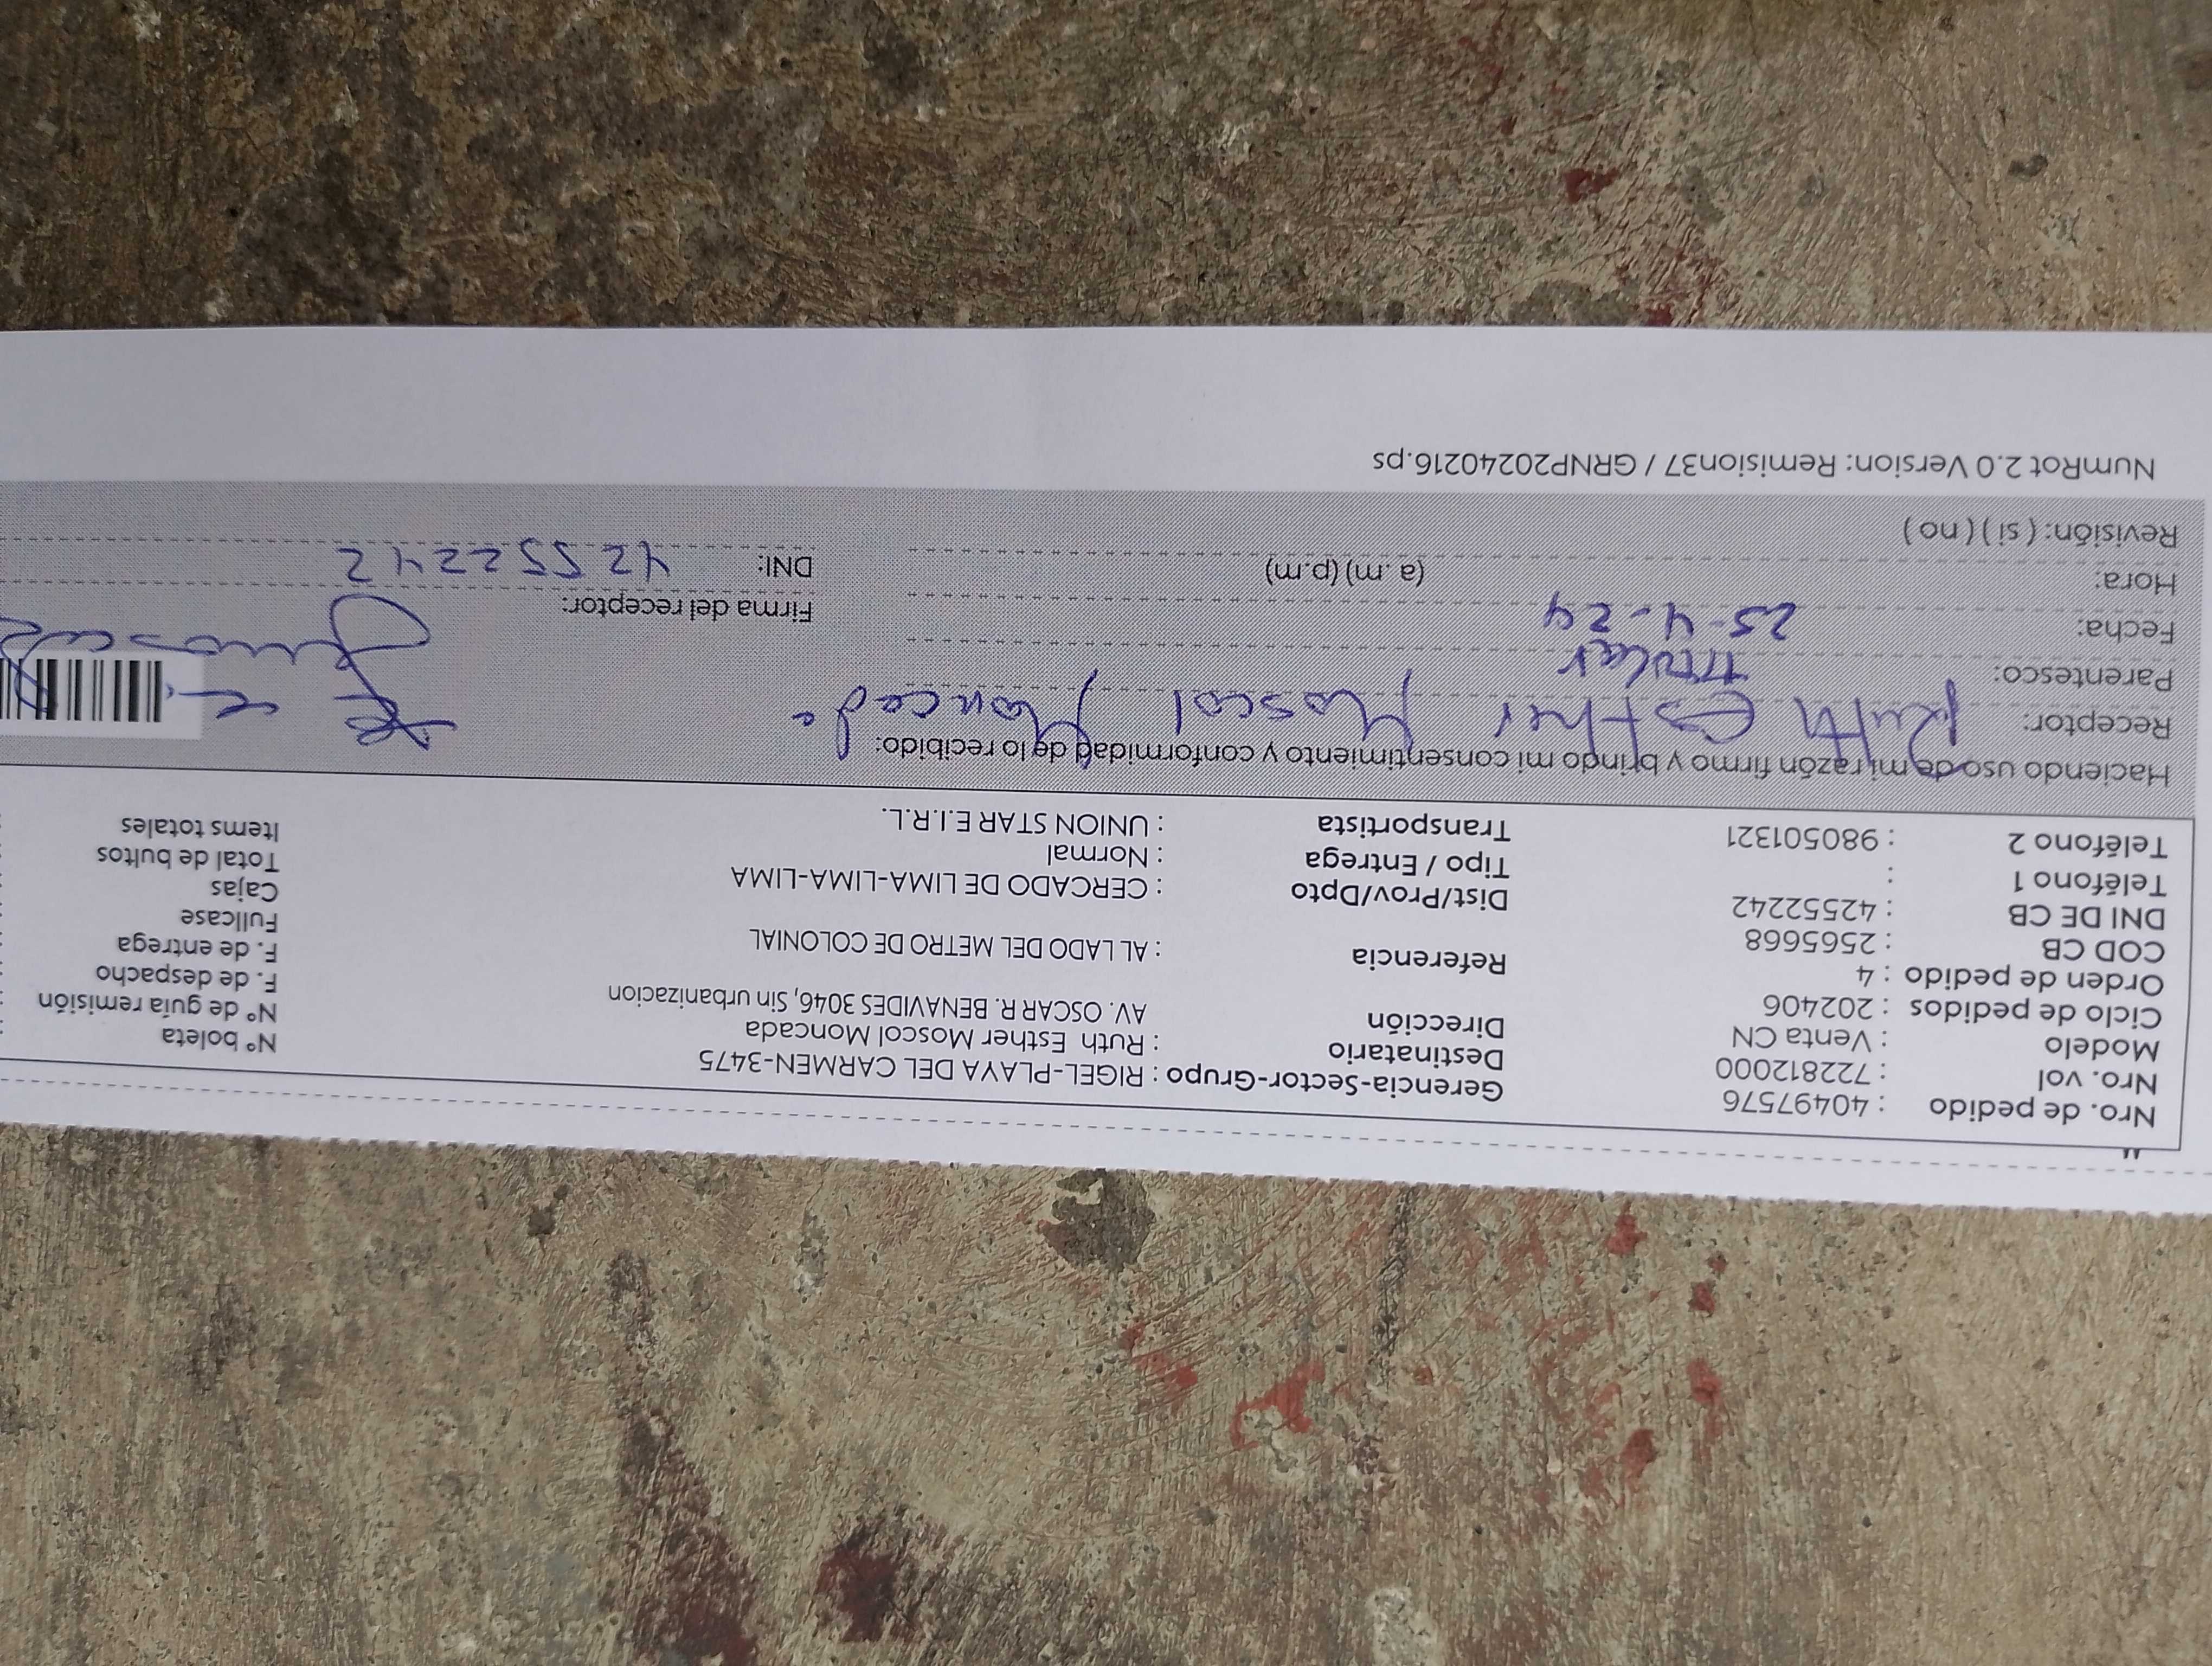 Nro. de pedido : 40497576 Gerencia-Sector-Grupo : RIGEL-PLAYA DEL CARMEN-3475 N° boleta
Nro. vol : 722812000 Destinatario : Ruth Esther Moscol Moncada N° de guía remisión :
Modelo : Venta CN Dirección AV. OSCAR R. BENAVIDES 3046, Sin urbanizacion F. de despacho :
Ciclo de pedidos : 202406 F. de entrega :
Orden de pedido : 4 Referencia : AL LADO DEL METRO DE COLONIAL Fullcase :
COD CB : 2565668 Cajas :
DNI DE CB : 42552242 Dist/Prov/Dpto : CERCADO DE LIMA-LIMA-LIMA Total de bultos :
Teléfono 1 : Tipo / Entrega : Normal Items totales :
Teléfono 2 : 980501321 Transportista : UNION STAR E.I.R.L.
Haciendo uso de mi razón firmo y brindo mi consentimiento y conformidad de lo recibido:
Receptor: Ruth Esther Moscol Moncada
Parentesco: Titular
Fecha: 25-4-24 Firma del receptor:
Hora: (a.m) (p.m) DNI: 42552242
Revisión: ( si ) ( no )
NumRot 2.0 Version: Remision37 / GRNP20240216.ps